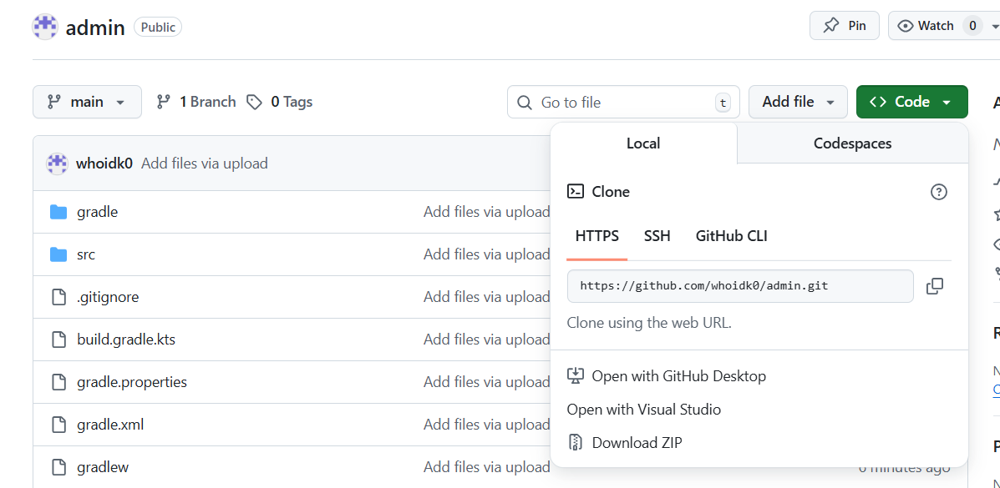 admin Public Pin Watch 0
main 1 Branch 0 Tags Go to file t Add file Code
Local Codespaces
whoidk0 Add files via upload
Clone
gradle Add files via upload
HTTPS SSH GitHub CLI
src Add files via upload
https://github.com/whoidk0/admin.git
.gitignore Add files via upload
Clone using the web URL.
build.gradle.kts Add files via upload
gradle.properties Add files via upload
Open with GitHub Desktop
Open with Visual Studio
gradle.xml Add files via upload
Download ZIP
gradlew Add files via upload minutes ago